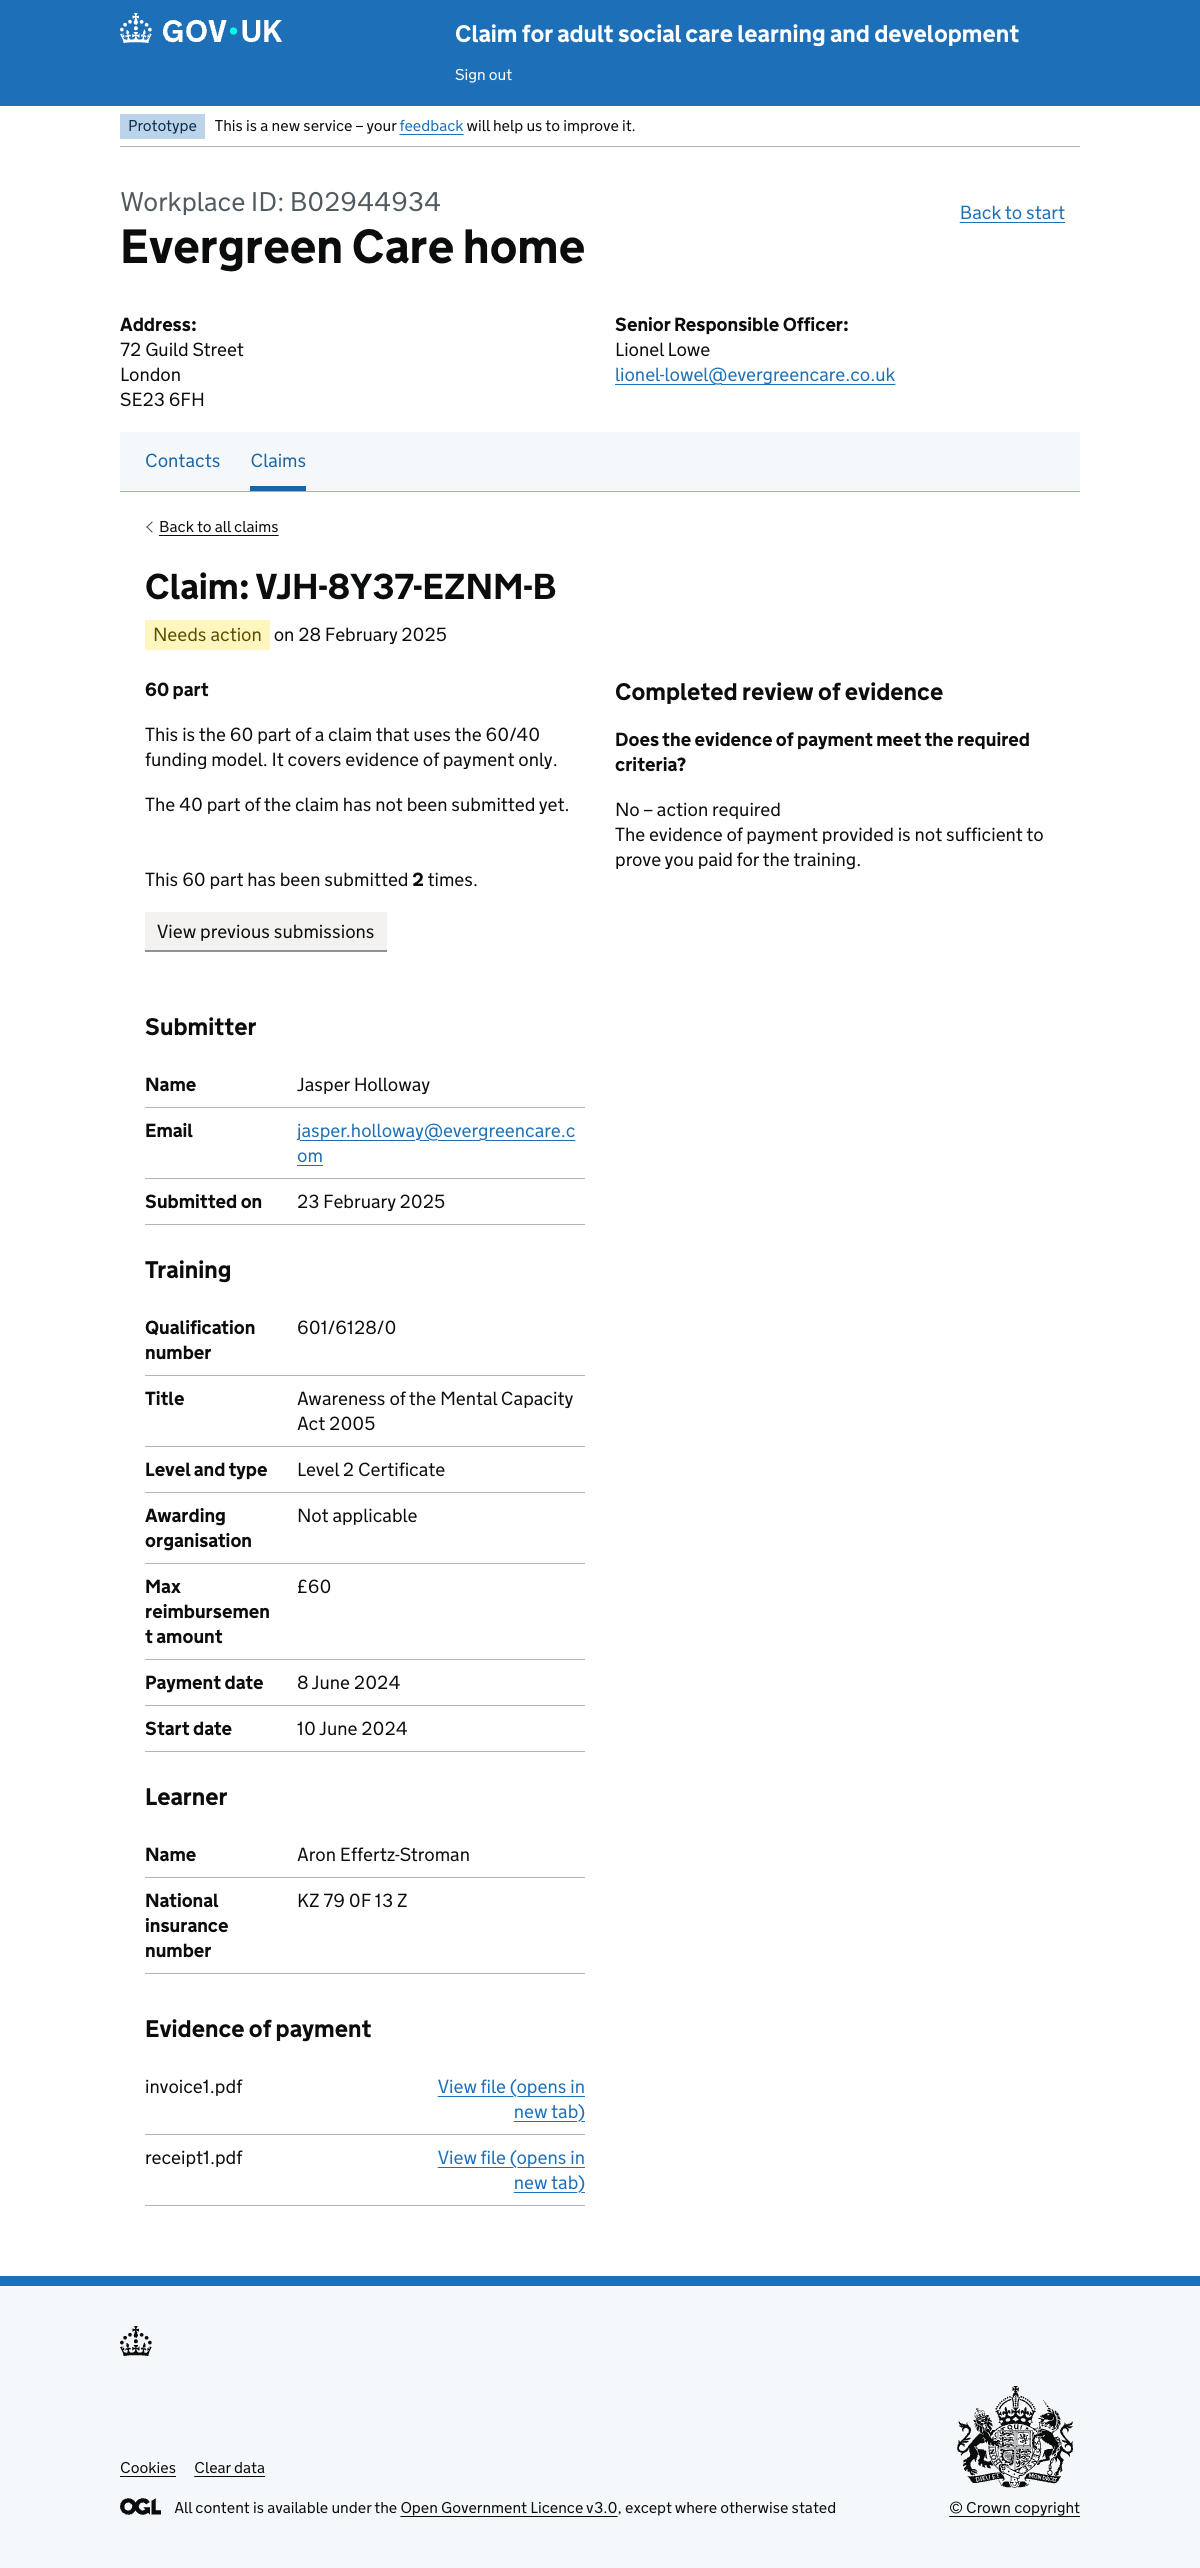 GOV·UK
Claim for adult social care learning and development
Sign out
Prototype
This is a new service – your feedback will help us to improve it.
Workplace ID: B02944934
Evergreen Care home
Back to start
Address:
72 Guild Street
London
SE23 6FH
Senior Responsible Officer:
Lionel Lowe
lionel-lowel@evergreencare.co.uk
Contacts
Claims
Back to all claims
Claim: VJH-8Y37-EZNM-B
Needs action on 28 February 2025
60 part
This is the 60 part of a claim that uses the 60/40
funding model. It covers evidence of payment only.
The 40 part of the claim has not been submitted yet.
This 60 part has been submitted 2 times.
View previous submissions
Completed review of evidence
Does the evidence of payment meet the required
criteria?
No – action required
The evidence of payment provided is not sufficient to
prove you paid for the training.
Submitter
Name
Jasper Holloway
Email
jasper.holloway@evergreencare.c
om
Submitted on
23 February 2025
Training
Qualification
number
601/6128/0
Title
Awareness of the Mental Capacity
Act 2005
Level and type
Level 2 Certificate
Awarding
organisation
Not applicable
Max
reimbursemen
t amount
£60
Payment date
8 June 2024
Start date
10 June 2024
Learner
Name
Aron Effertz-Stroman
National
insurance
number
KZ 79 0F 13 Z
Evidence of payment
invoice1.pdf
View file (opens in
new tab)
receipt1.pdf
View file (opens in
new tab)
Cookies
Clear data
OGL
All content is available under the Open Government Licence v3.0, except where otherwise stated
© Crown copyright